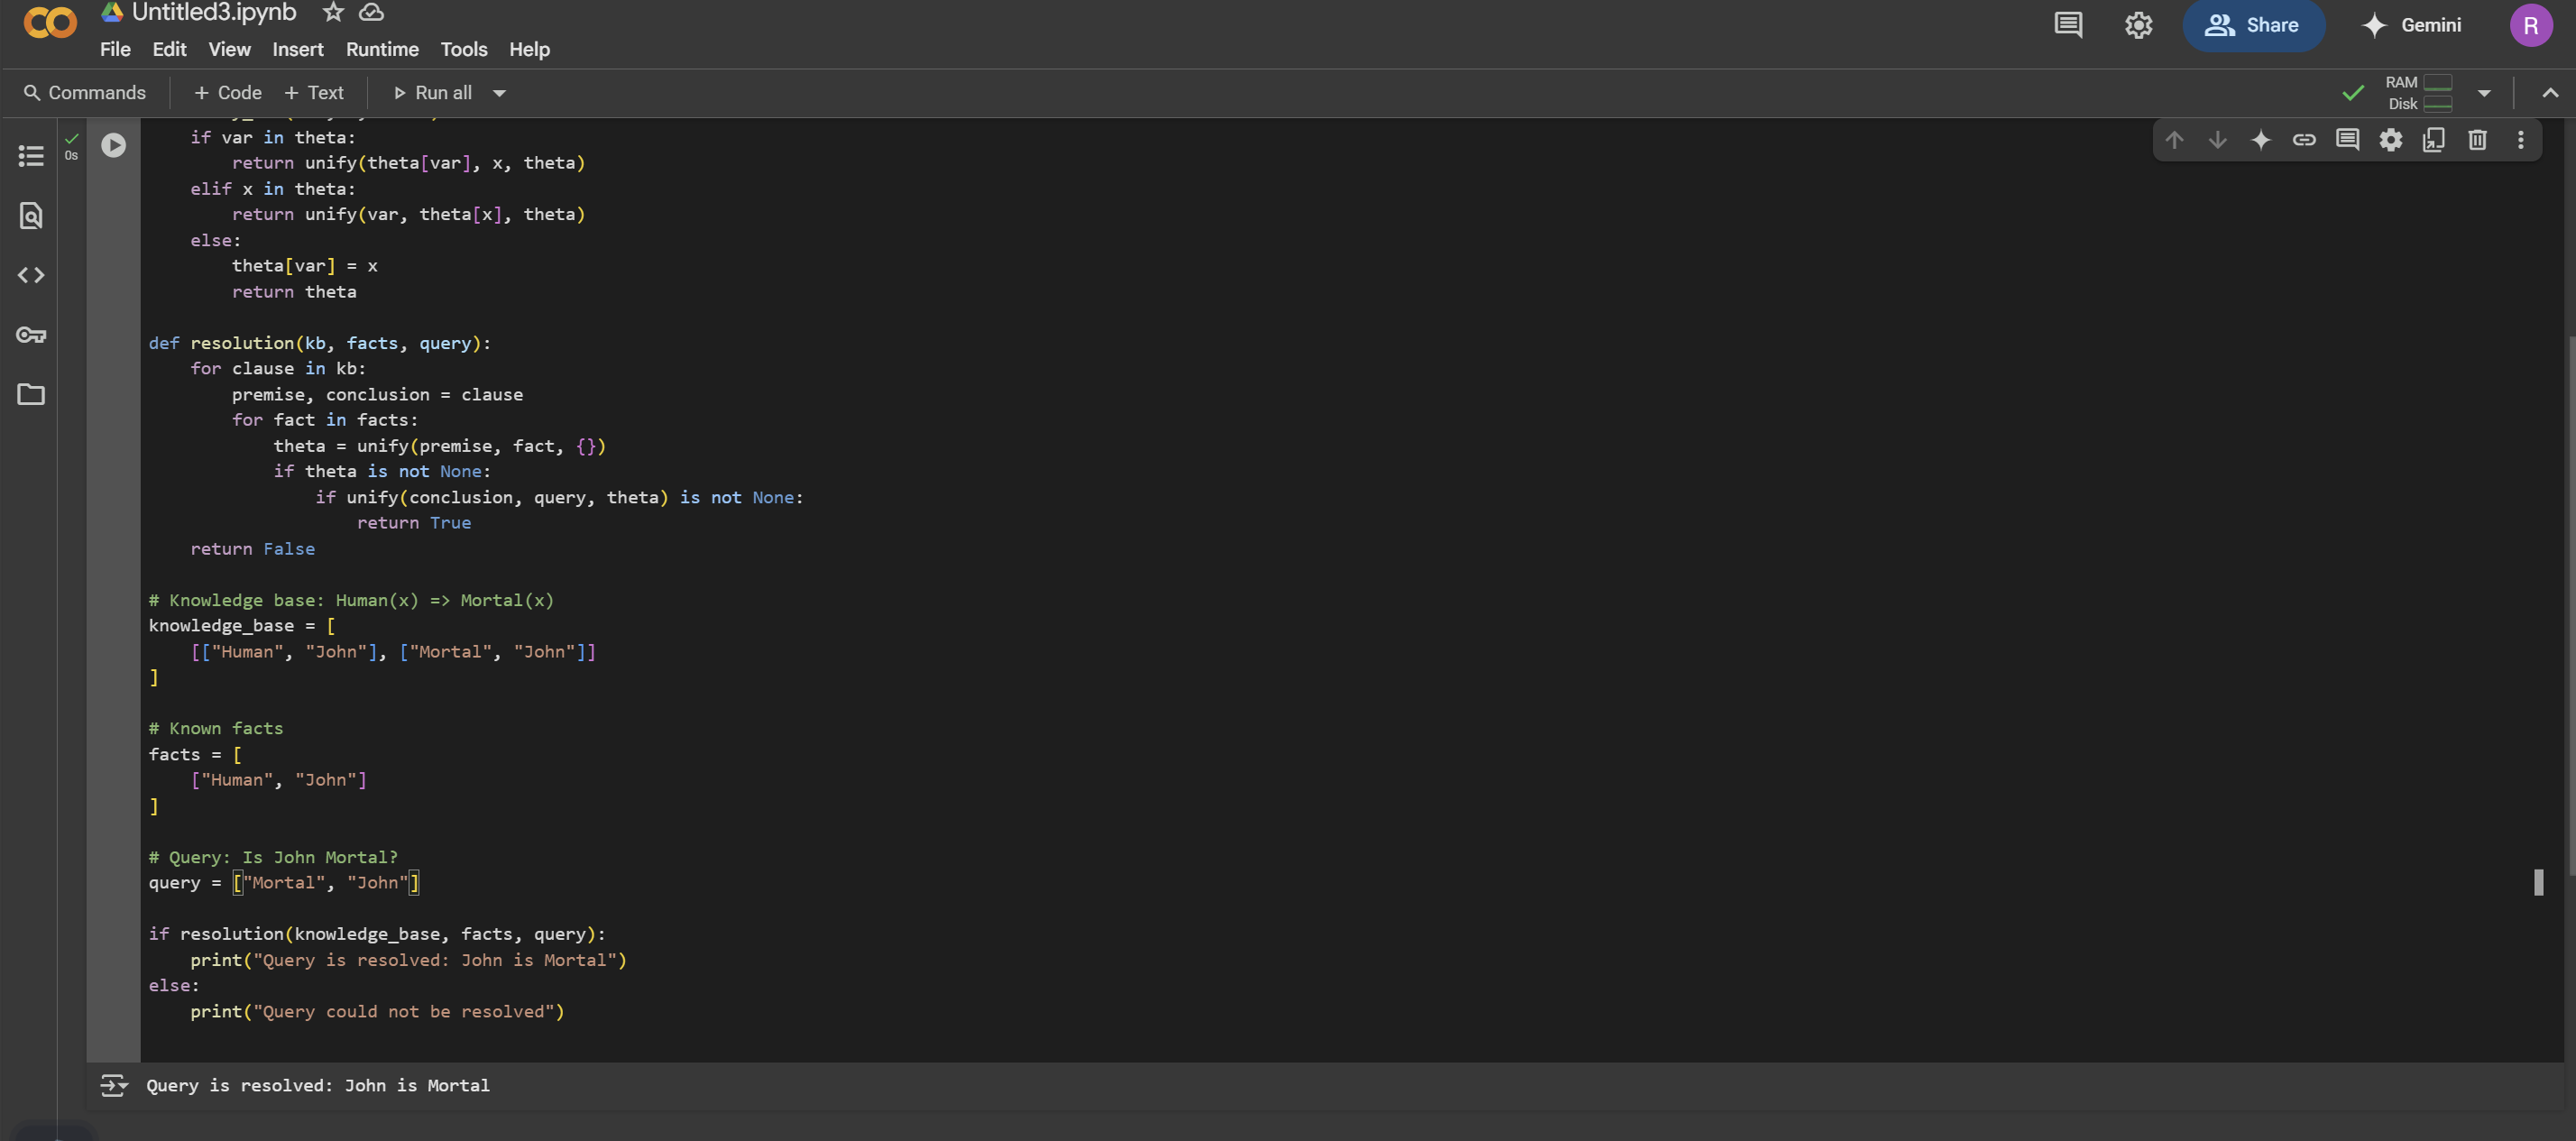 Untitled3.ipynb
File Edit View Insert Runtime Tools Help
Share
Gemini
R
Commands + Code + Text Run all
RAM
Disk
0s
    if var in theta:
        return unify(theta[var], x, theta)
    elif x in theta:
        return unify(var, theta[x], theta)
    else:
        theta[var] = x
        return theta
def resolution(kb, facts, query):
    for clause in kb:
        premise, conclusion = clause
        for fact in facts:
            theta = unify(premise, fact, {})
            if theta is not None:
                if unify(conclusion, query, theta) is not None:
                    return True
    return False
# Knowledge base: Human(x) => Mortal(x)
knowledge_base = [
    [["Human", "John"], ["Mortal", "John"]]
]
# Known facts
facts = [
    ["Human", "John"]
]
# Query: Is John Mortal?
query = ["Mortal", "John"]
if resolution(knowledge_base, facts, query):
    print("Query is resolved: John is Mortal")
else:
    print("Query could not be resolved")
Query is resolved: John is Mortal